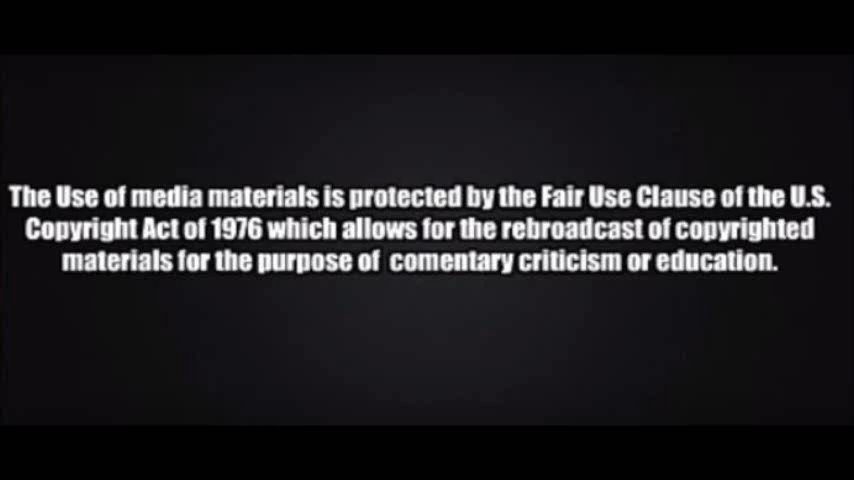 The Use of media materials is protected by the Fair Use Clause of the U.S.
Copyright Act of 1976 which allows for the rebroadcast of copyrighted
materials for the purpose of  comentary criticism or education.